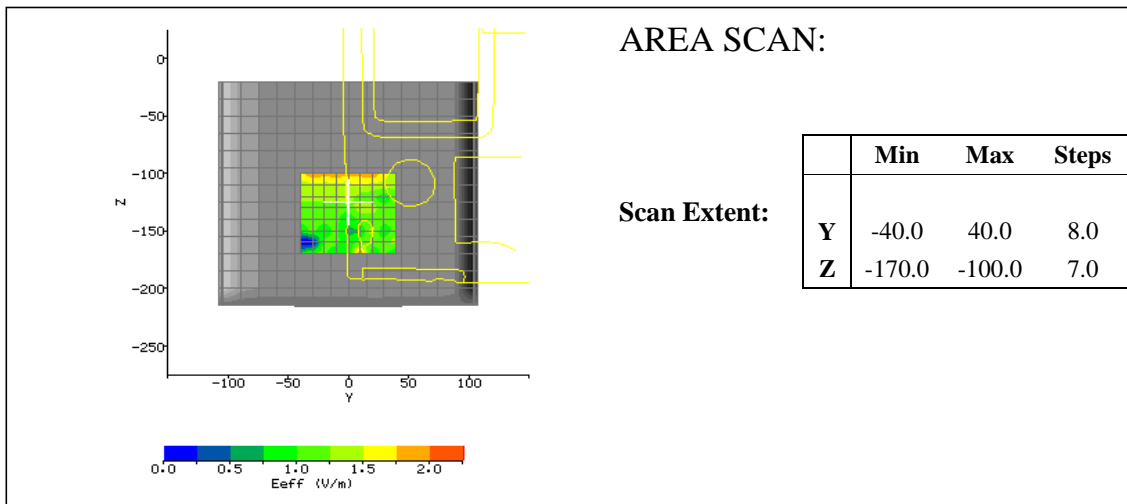 AREA SCAN:
0
-50
-100
-150
-200
-250
Z
-100 -50 0 50 100
Y
0.0 0.5 1.0 1.5 2.0
Eeff (V/m)
Scan Extent:
Min Max Steps
Y -40.0 40.0 8.0
Z -170.0 -100.0 7.0